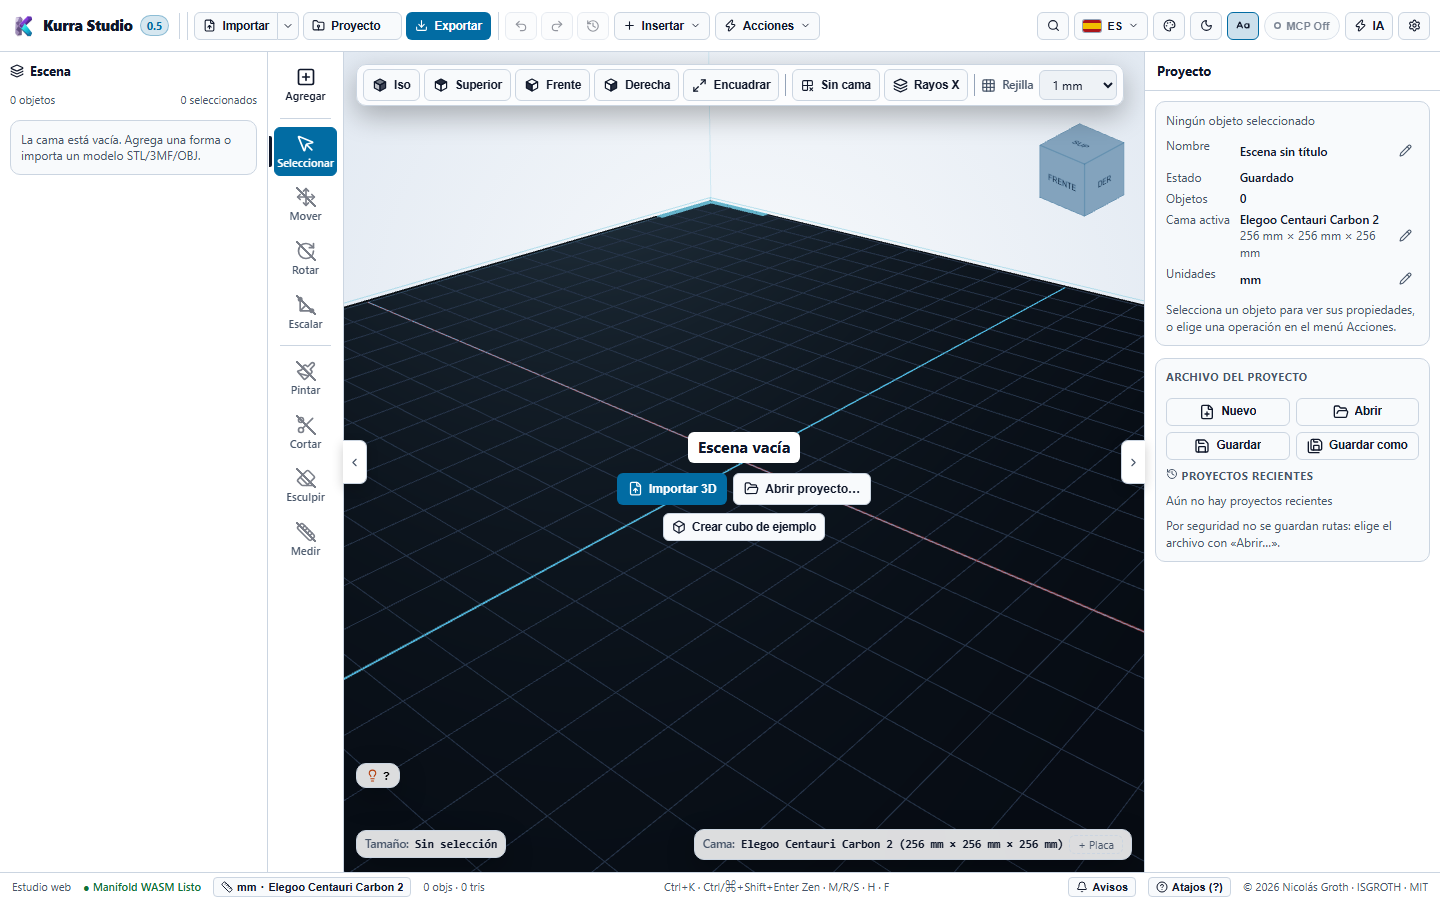 Kurra Studio 0.5 Importar Proyecto Exportar Insertar Acciones ES Aa MCP Off IA
Escena
0 objetos 0 seleccionados
La cama está vacía. Agrega una forma o
importa un modelo STL/3MF/OBJ.
Agregar
Seleccionar
Mover
Rotar
Escalar
Pintar
Cortar
Esculpir
Medir
Iso Superior Frente Derecha Encuadrar Sin cama Rayos X Rejilla 1 mm
SUP
FRENTE DER
Escena vacía
Importar 3D Abrir proyecto...
Crear cubo de ejemplo
?
Tamaño: Sin selección
Cama: Elegoo Centauri Carbon 2 (256 mm × 256 mm × 256 mm) + Placa
Proyecto
Ningún objeto seleccionado
Nombre Escena sin título
Estado Guardado
Objetos 0
Cama activa Elegoo Centauri Carbon 2
256 mm × 256 mm × 256
mm
Unidades mm
Selecciona un objeto para ver sus propiedades,
o elige una operación en el menú Acciones.
ARCHIVO DEL PROYECTO
Nuevo Abrir
Guardar Guardar como
PROYECTOS RECIENTES
Aún no hay proyectos recientes
Por seguridad no se guardan rutas: elige el
archivo con «Abrir...».
Estudio web ● Manifold WASM Listo mm · Elegoo Centauri Carbon 2 0 objs · 0 tris Ctrl+K · Ctrl/⌘+Shift+Enter Zen · M/R/S · H · F Avisos Atajos (?) © 2026 Nicolás Groth · ISGROTH · MIT